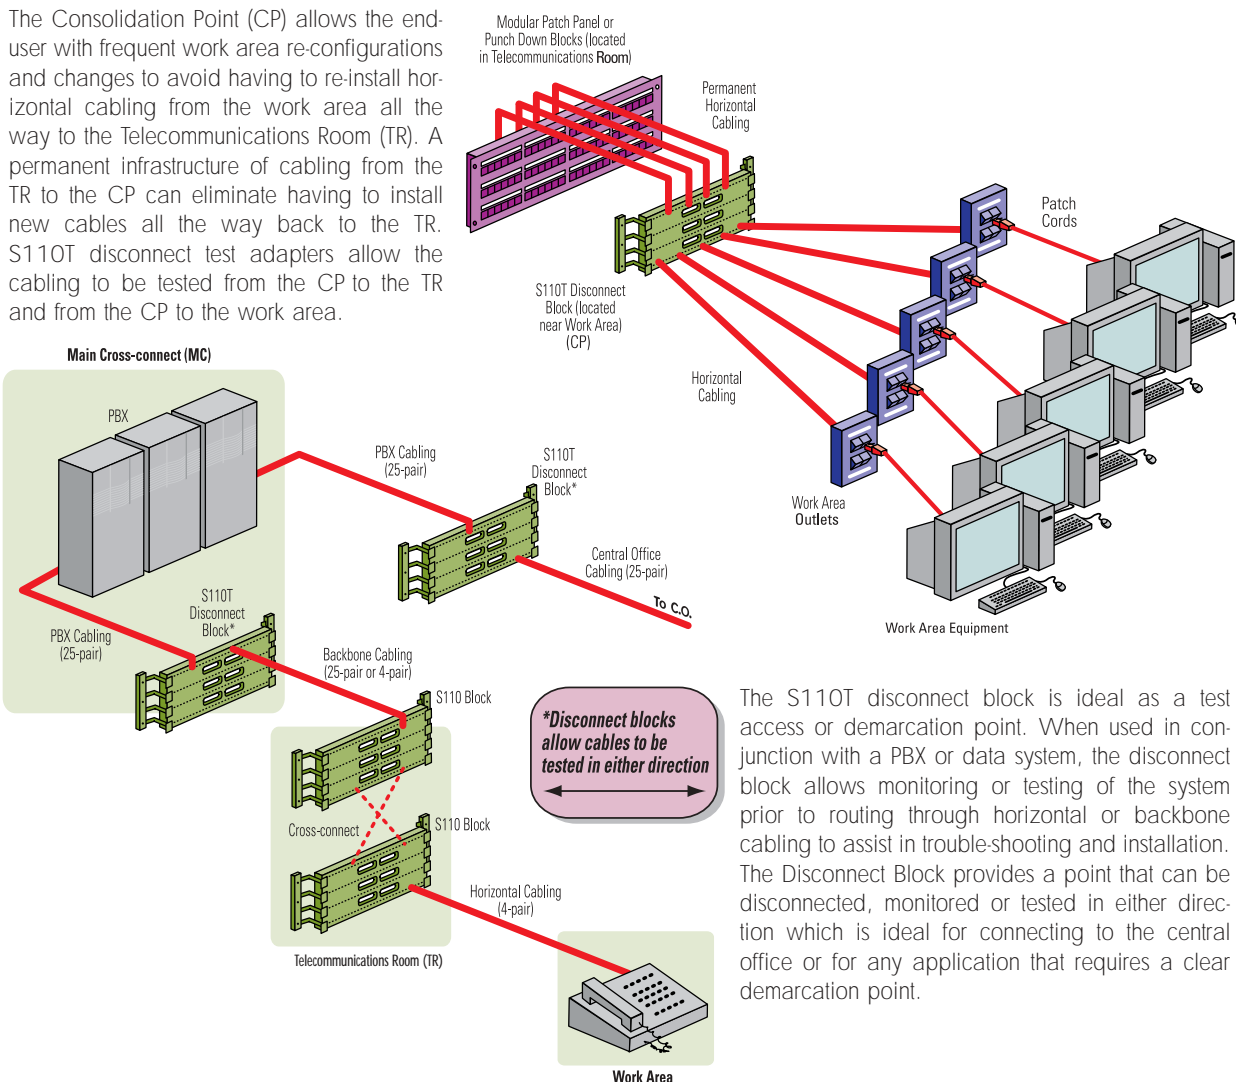 The Consolidation Point (CP) allows the end-
user with frequent work area re-configurations
and changes to avoid having to re-install hor-
izontal cabling from the work area all the
way to the Telecommunications Room (TR). A
permanent infrastructure of cabling from the
TR to the CP can eliminate having to install
new cables all the way back to the TR.
S110T disconnect test adapters allow the
cabling to be tested from the CP to the TR
and from the CP to the work area.
Modular Patch Panel or
Punch Down Blocks (located
in Telecommunications Room)
Permanent
Horizontal
Cabling
Patch
Cords
S110T Disconnect
Block (located
near Work Area)
(CP)
Horizontal
Cabling
Work Area
Outlets
Work Area Equipment
Main Cross-connect (MC)
PBX
PBX Cabling
(25-pair)
S110T
Disconnect
Block*
Central Office
Cabling (25-pair)
To C.O.
S110T
Disconnect
Block*
PBX Cabling
(25-pair)
Backbone Cabling
(25-pair or 4-pair)
S110 Block
Cross-connect
S110 Block
Horizontal Cabling
(4-pair)
Telecommunications Room (TR)
Work Area
*Disconnect blocks
allow cables to be
tested in either direction
The S110T disconnect block is ideal as a test
access or demarcation point. When used in con-
junction with a PBX or data system, the disconnect
block allows monitoring or testing of the system
prior to routing through horizontal or backbone
cabling to assist in trouble-shooting and installation.
The Disconnect Block provides a point that can be
disconnected, monitored or tested in either direc-
tion which is ideal for connecting to the central
office or for any application that requires a clear
demarcation point.